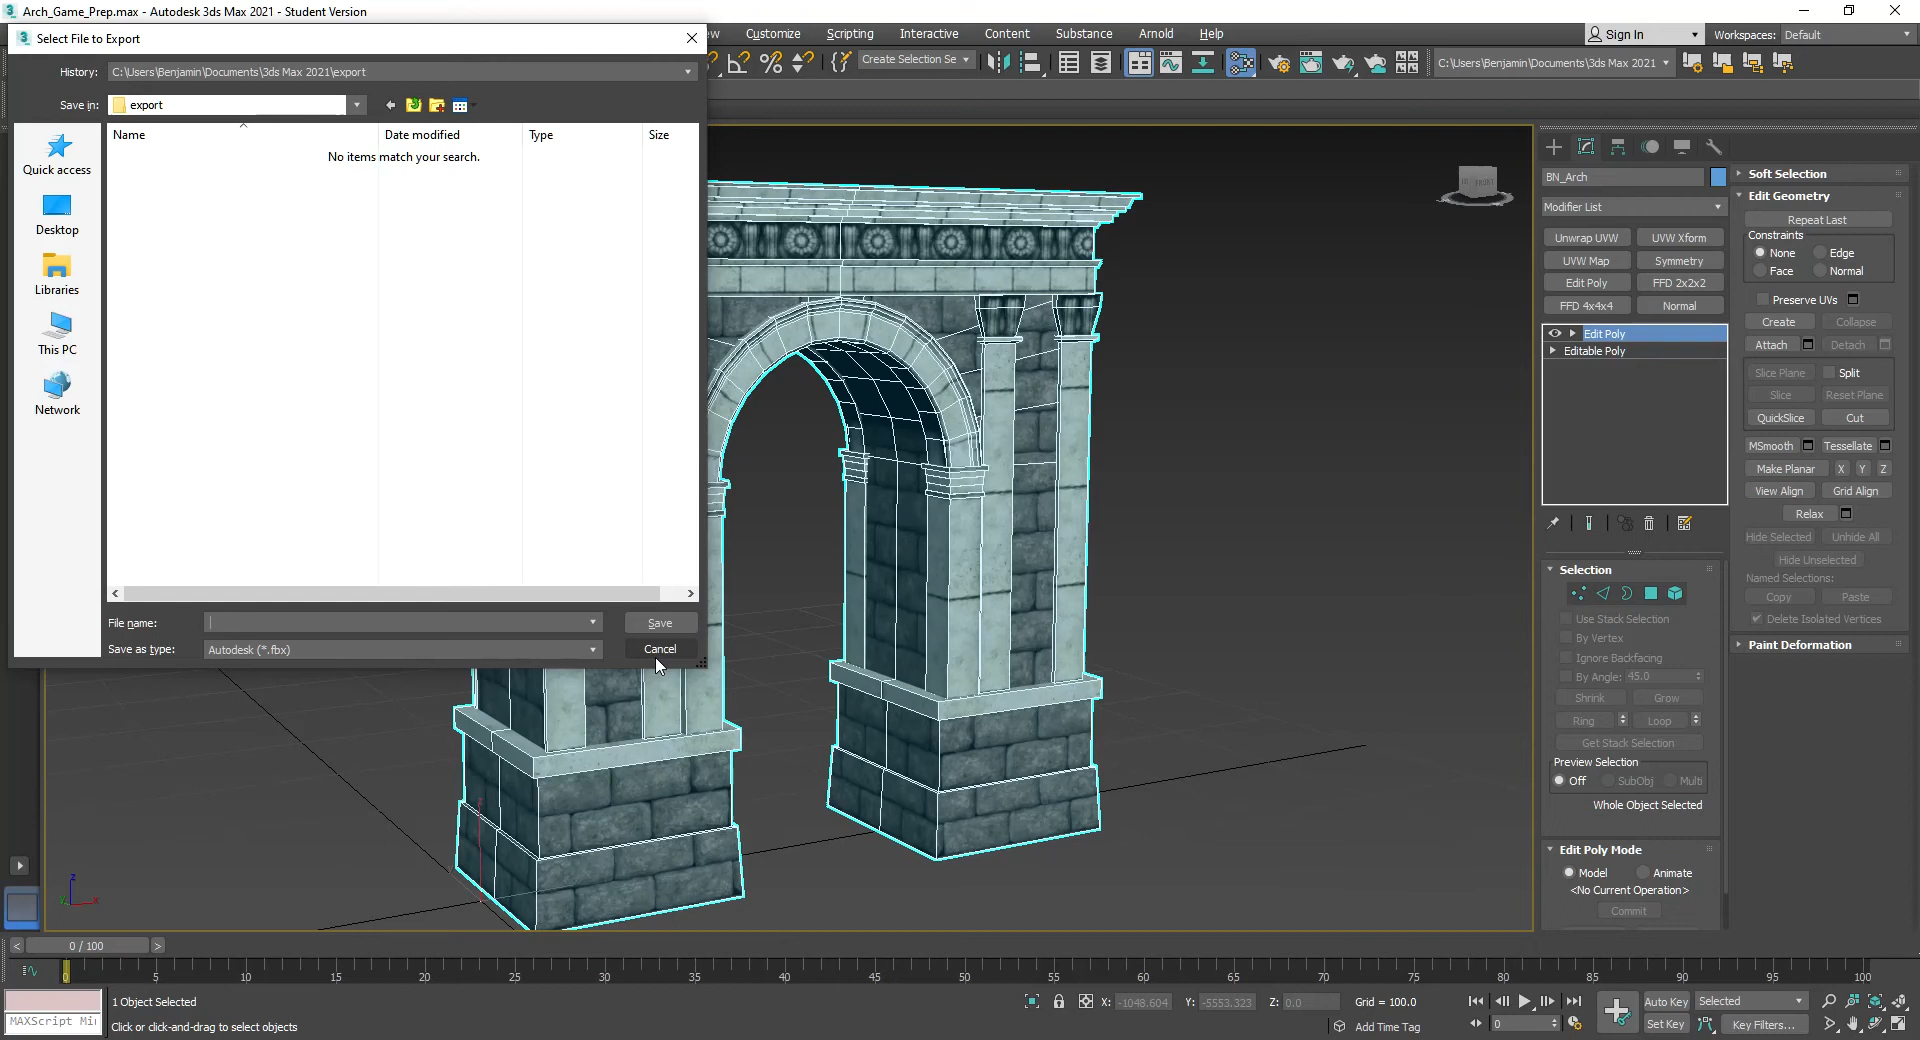 Arch_Game_Prep.max - Autodesk 3ds Max 2021 - Student Version
Select File to Export
Customize Scripting Interactive Content Substance Arnold Help
Sign In
Workspaces: Default
History: C:\Users\Benjamin\Documents\3ds Max 2021\export
Create Selection Se
C:\Users\Benjamin\Documents\3ds Max 2021
Save in: export
Name Date modified Type Size
No items match your search.
Quick access
Desktop
Libraries
This PC
Network
File name: Save
Save as type: Autodesk (*.fbx) Cancel
FRONT
BN_Arch
Modifier List
Unwrap UVW UVW Xform
UVW Map Symmetry
Edit Poly FFD 2x2x2
FFD 4x4x4 Normal
Edit Poly
Editable Poly
Selection
Use Stack Selection
By Vertex
Ignore Backfacing
By Angle: 45.0
Shrink Grow
Ring Loop
Get Stack Selection
Preview Selection
Off SubObj Multi
Whole Object Selected
Edit Poly Mode
Model Animate
<No Current Operation>
Commit
Soft Selection
Edit Geometry
Repeat Last
Constraints
None Edge
Face Normal
Preserve UVs
Create Collapse
Attach Detach
Slice Plane Split
Slice Reset Plane
QuickSlice Cut
MSmooth Tessellate
Make Planar X Y Z
View Align Grid Align
Relax
Hide Selected Unhide All
Hide Unselected
Named Selections:
Copy Paste
Delete Isolated Vertices
Paint Deformation
z
x
< 0 / 100 >
0 5 10 15 20 25 30 35 40 45 50 55 60 65 70 75 80 85 90 95 100
1 Object Selected
X: -1048.604 Y: -5553.323 Z: 0.0 Grid = 100.0
Auto Key Selected
MAXScript Mi
Click or click-and-drag to select objects
Add Time Tag
0
Set Key Key Filters...